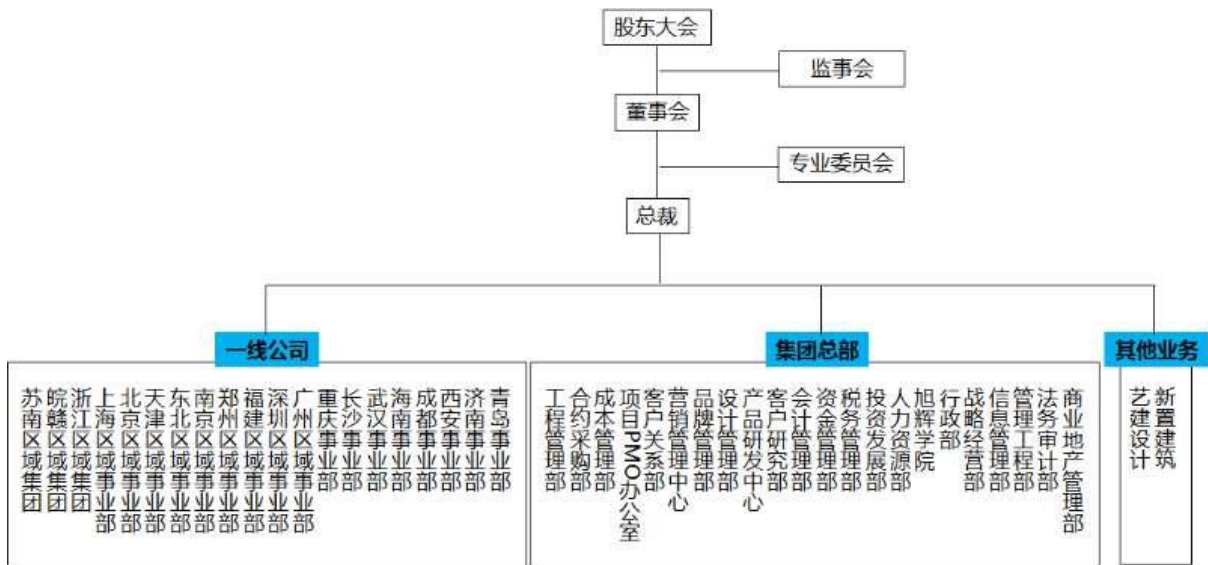 股东大会
监事会
董事会
专业委员会
总裁
一线公司
苏南区域集团
皖赣区域集团
浙江区域集团
上海区域事业部
北京区域事业部
天津区域事业部
东北区域事业部
南京区域事业部
郑州区域事业部
福建区域事业部
深圳区域事业部
广州区域事业部
重庆事业部
长沙事业部
武汉事业部
海南事业部
成都事业部
西安事业部
济南事业部
青岛事业部
集团总部
工程管理部
合约采购部
成本管理部
项目PMO办公室
客户关系部
营销管理中心
品牌管理部
设计管理部
产品研发中心
客户研究部
会计管理部
资金管理部
税务管理部
投资发展部
人力资源部
旭辉学院
行政部
战略经营部
信息管理部
管理工程部
法务审计部
商业地产管理部
其他业务
艺建设计
新置建筑